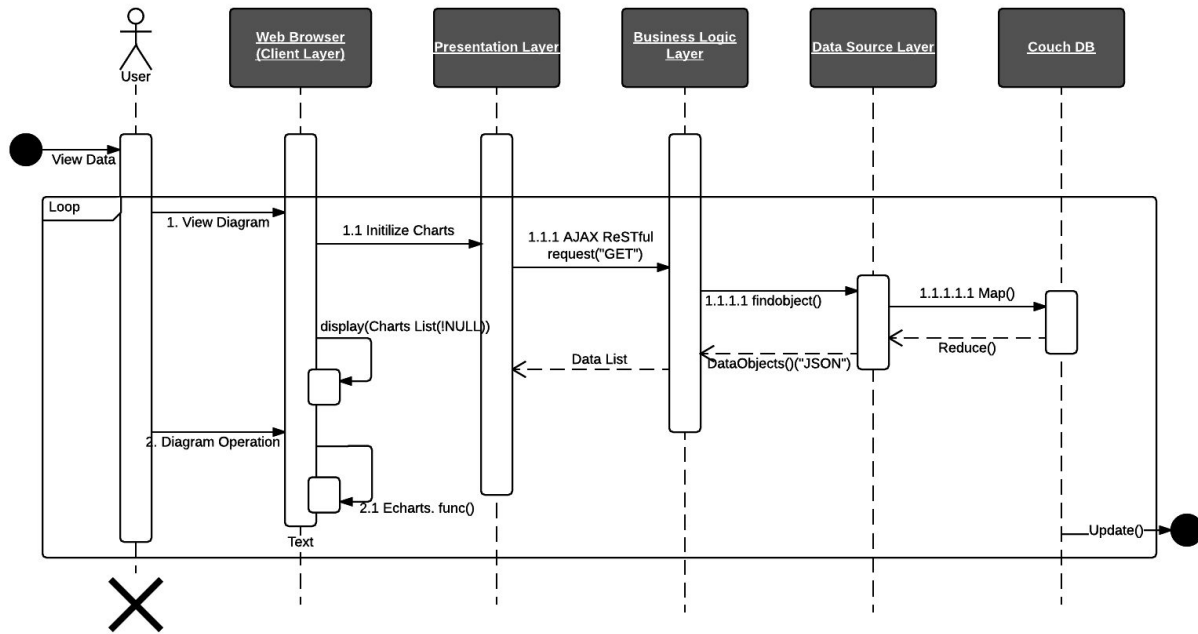 User
Web Browser
(Client Layer)
Presentation Layer
Business Logic
Layer
Data Source Layer
Couch DB
View Data
Loop
1. View Diagram
1.1 Initilize Charts
1.1.1 AJAX ReSTful
request("GET")
1.1.1.1 findobject()
1.1.1.1.1 Map()
display(Charts List(!NULL))
Reduce()
Data List
DataObjects()("JSON")
2. Diagram Operation
2.1 Echarts. func()
Text
Update()